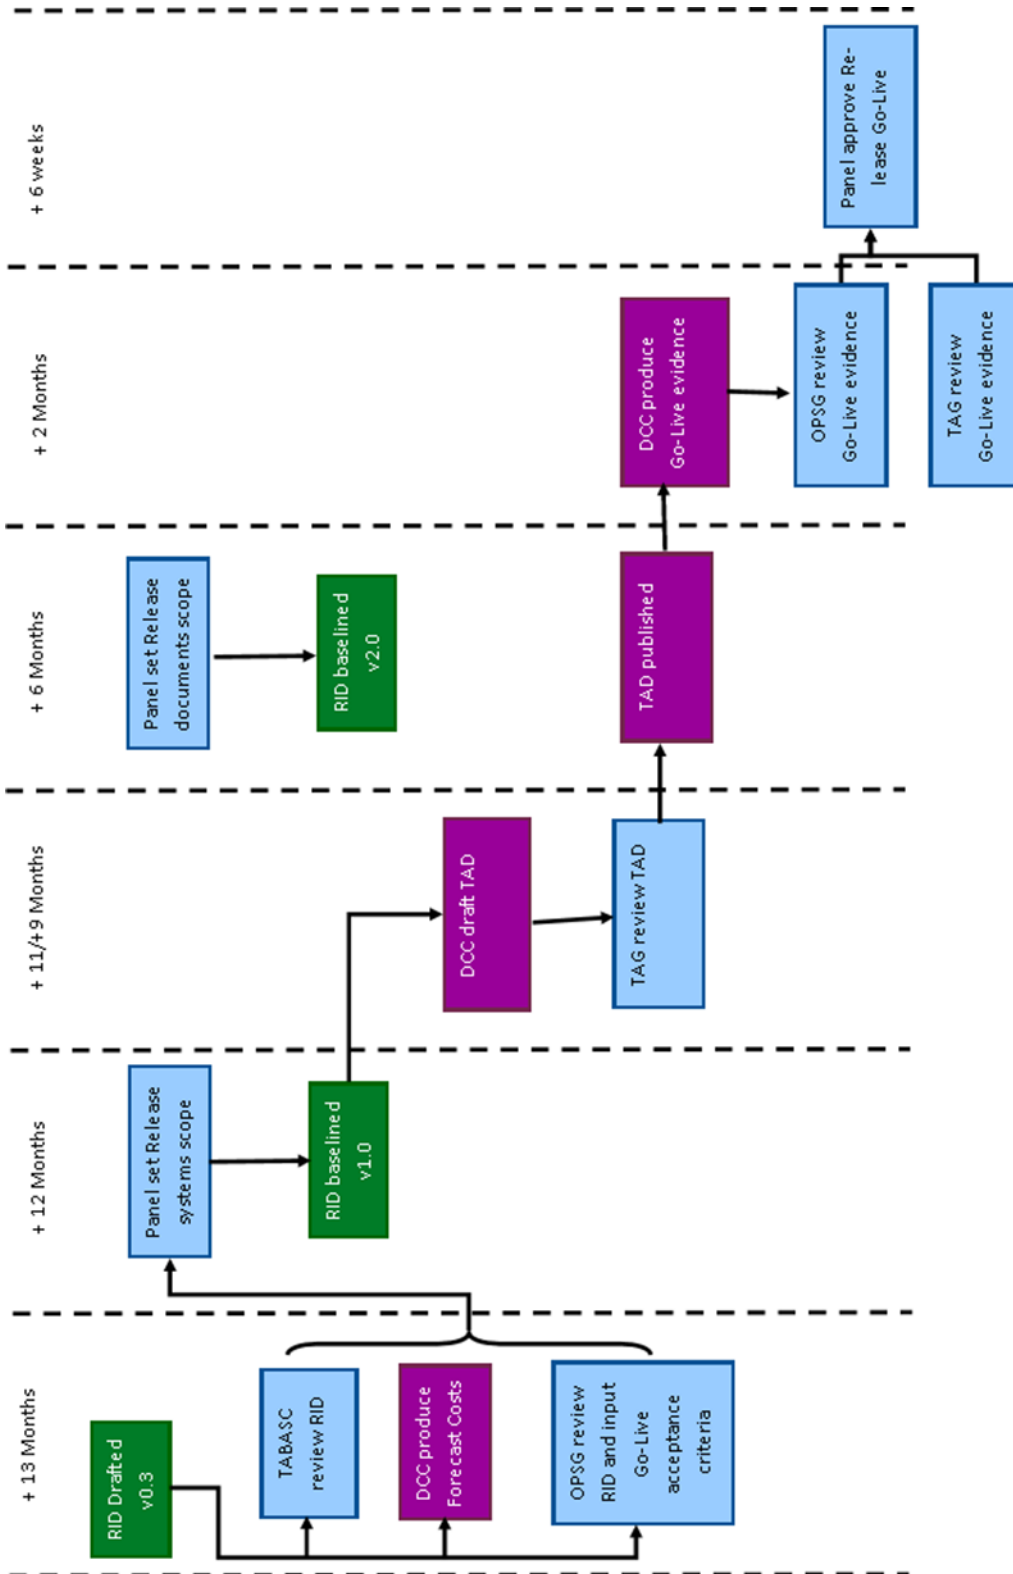 + 13 Months
RID Drafted
v0.3
TABASC
review RID
DCC produce
Forecast Costs
OPSG review
RID and input
Go-Live
acceptance
criteria
+ 12 Months
Panel set Release
systems scope
RID baselined
v1.0
+ 11/+9 Months
DCC draft TAD
TAG review TAD
+ 6 Months
Panel set Release
documents scope
RID baselined
v2.0
TAD published
+ 2 Months
DCC produce
Go-Live evidence
OPSG review
Go-Live evidence
TAG review
Go-Live evidence
+ 6 weeks
Panel approve Re-
lease Go-Live